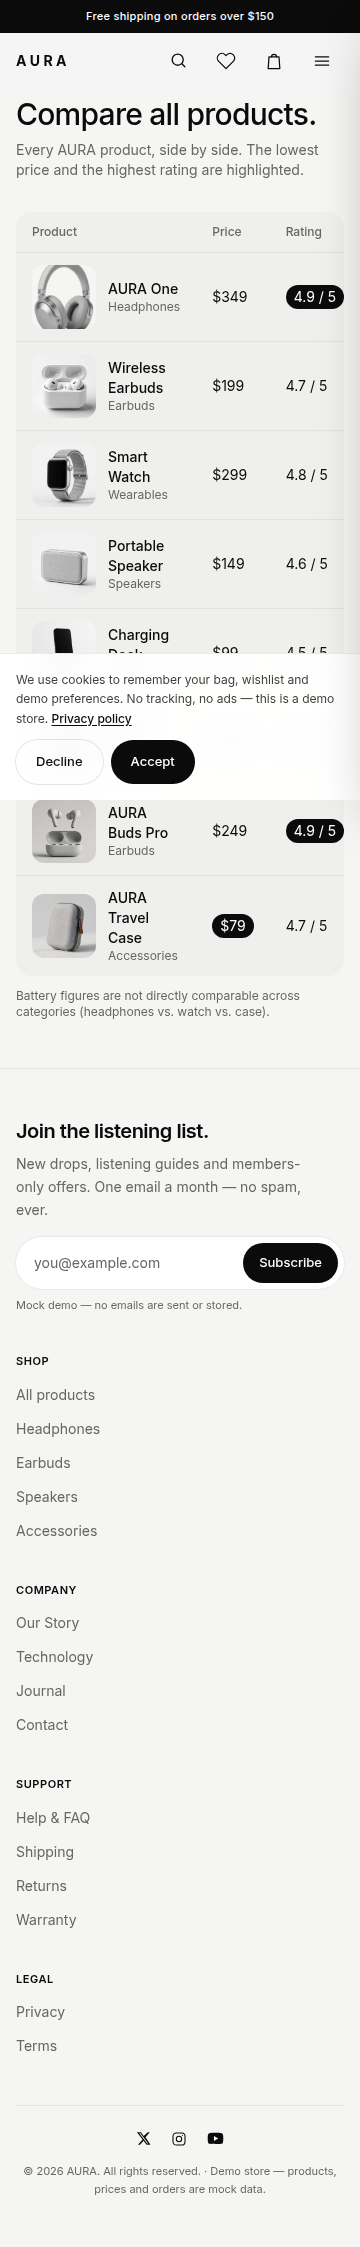 Free shipping on orders over $150
AURA
Compare all products.
Every AURA product, side by side. The lowest
price and the highest rating are highlighted.
Product Price Rating
AURA One
Headphones
$349
4.9 / 5
Wireless
Earbuds
Earbuds
$199
4.7 / 5
Smart
Watch
Wearables
$299
4.8 / 5
Portable
Speaker
Speakers
$149
4.6 / 5
Charging
$99
4.5 / 5
We use cookies to remember your bag, wishlist and
demo preferences. No tracking, no ads — this is a demo
store. Privacy policy
Decline Accept
AURA
Buds Pro
Earbuds
$249
4.9 / 5
AURA
Travel
Case
Accessories
$79
4.7 / 5
Battery figures are not directly comparable across
categories (headphones vs. watch vs. case).
Join the listening list.
New drops, listening guides and members-
only offers. One email a month — no spam,
ever.
you@example.com Subscribe
Mock demo — no emails are sent or stored.
SHOP
All products
Headphones
Earbuds
Speakers
Accessories
COMPANY
Our Story
Technology
Journal
Contact
SUPPORT
Help & FAQ
Shipping
Returns
Warranty
LEGAL
Privacy
Terms
© 2026 AURA. All rights reserved. · Demo store — products,
prices and orders are mock data.